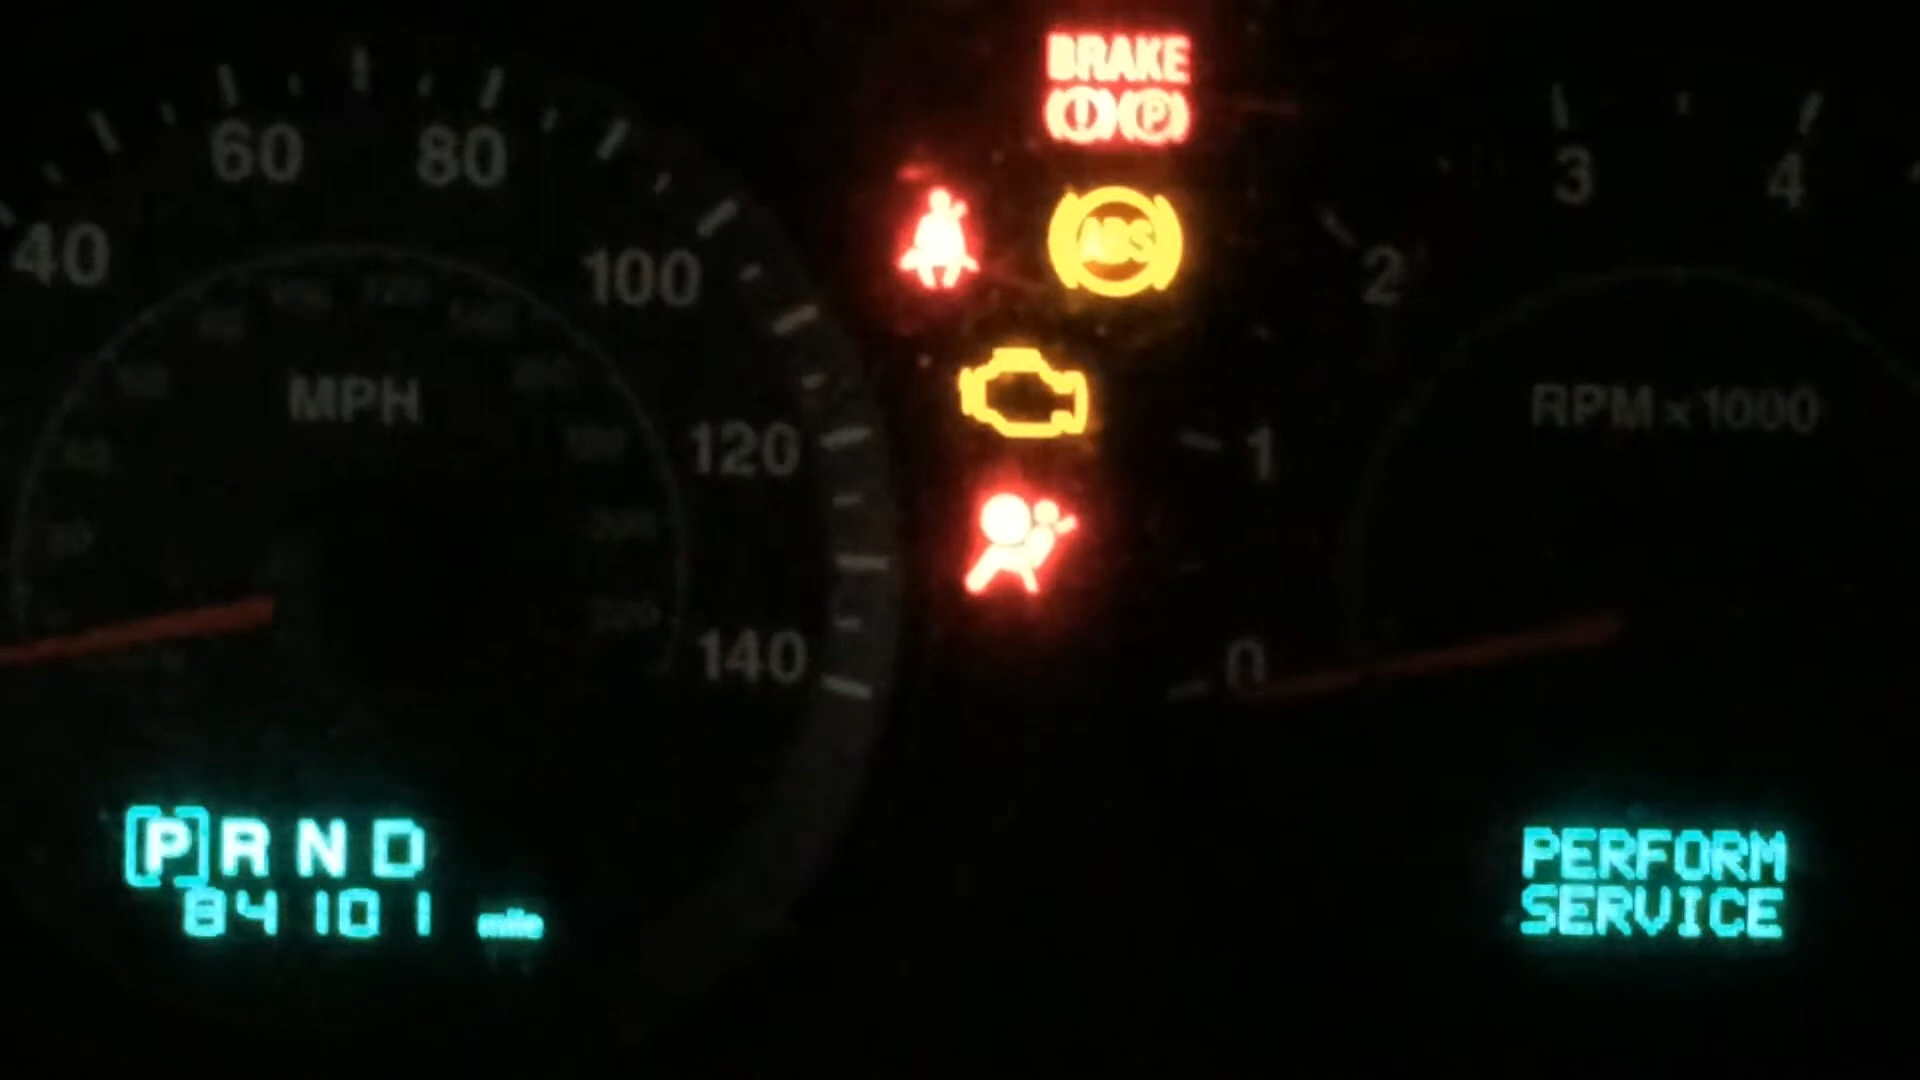 BRAKE
(!) (P)
60 80
40 100
120
140
MPH
ABS
3 4
2
1
0
RPM x 1000
[P] R N D
84101 mile
PERFORM
SERVICE